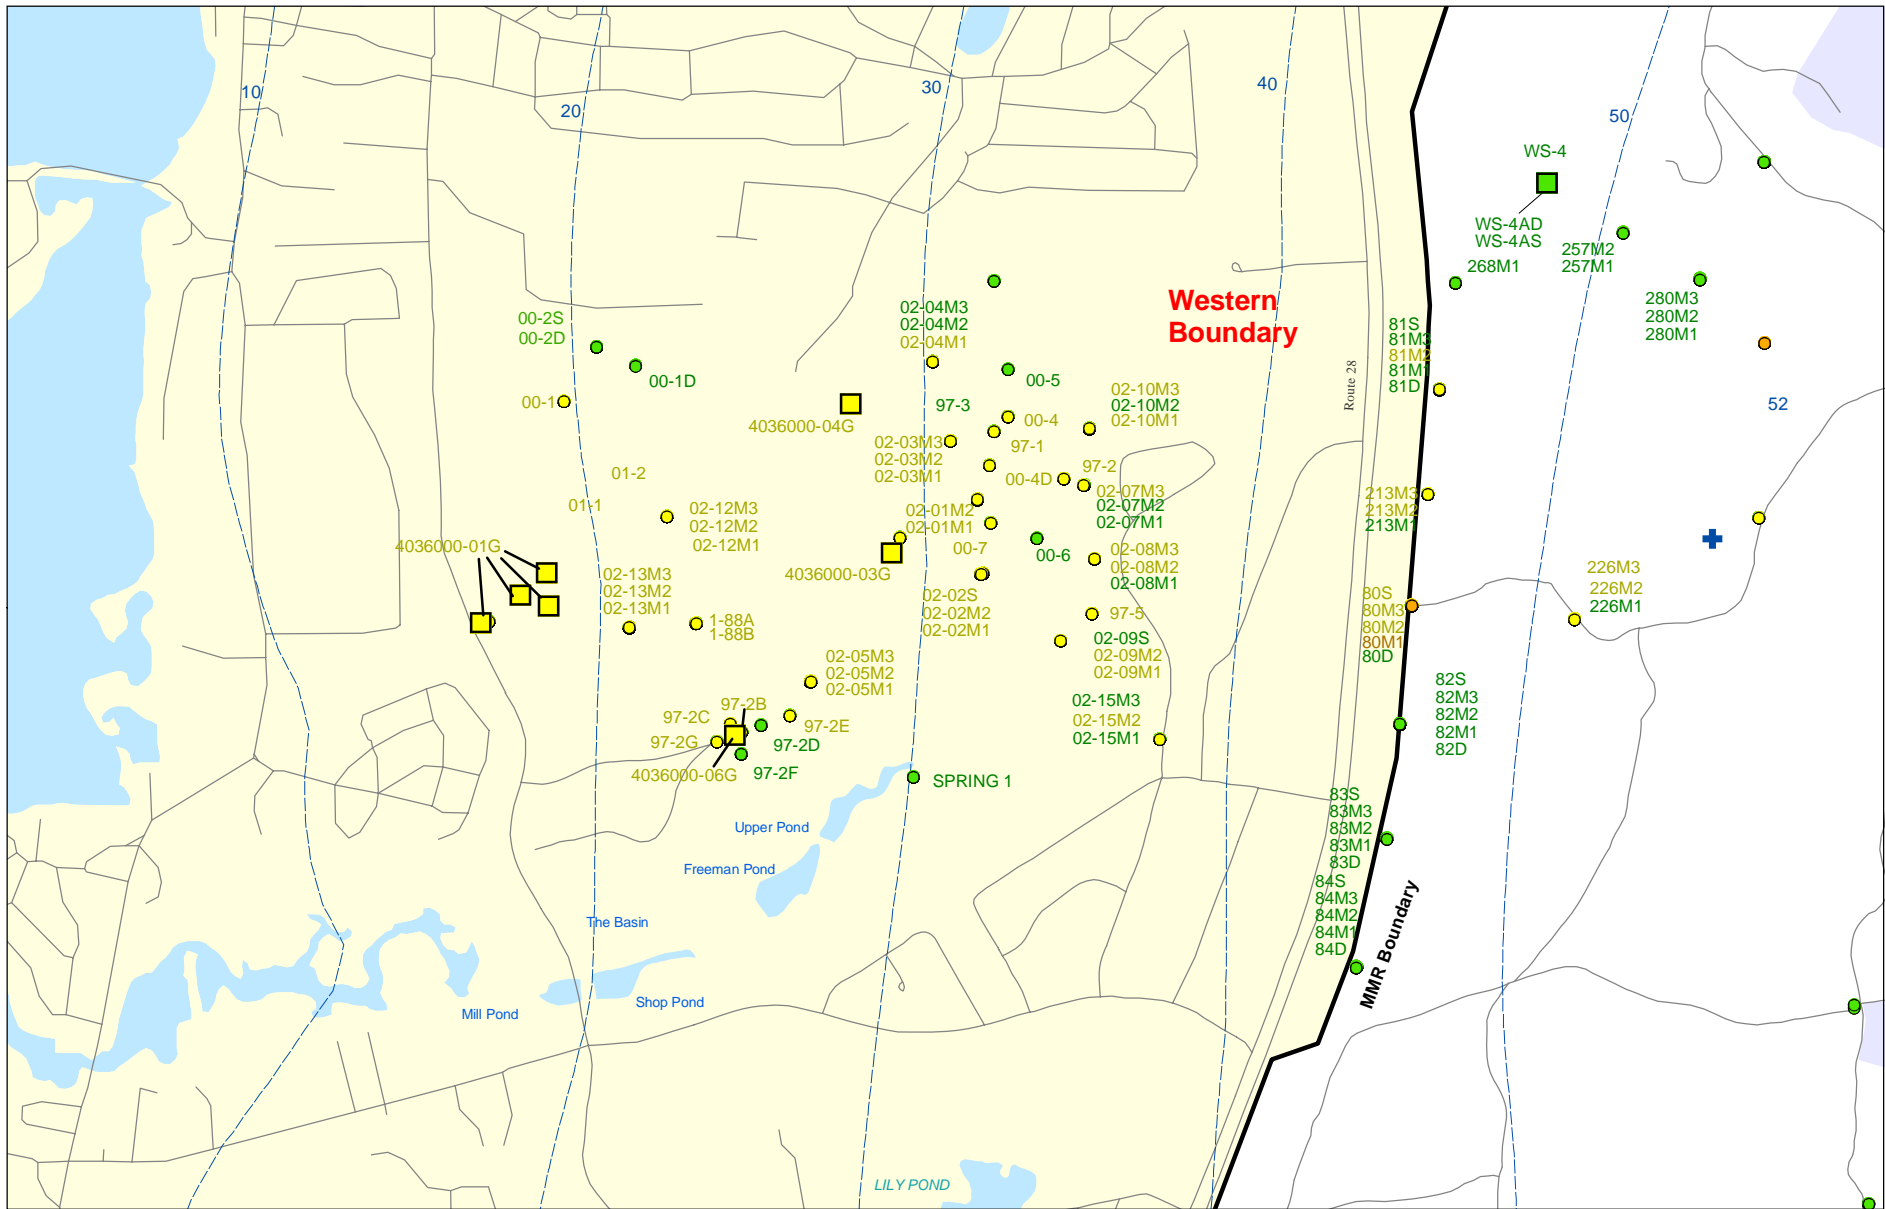 10
20
30
40
50
52
WS-4
WS-4AD
WS-4AS
257M2
257M1
268M1
280M3
280M2
280M1
Western
Boundary
Route 28
00-2S
00-2D
00-1D
00-1
02-04M3
02-04M2
02-04M1
00-5
97-3
4036000-04G
02-10M3
02-10M2
02-10M1
00-4
97-1
02-03M3
02-03M2
02-03M1
00-4D
97-2
02-07M3
02-07M2
02-07M1
01-2
01-1
02-12M3
02-12M2
02-12M1
02-01M2
02-01M1
00-7
00-6
4036000-01G
4036000-03G
02-08M3
02-08M2
02-08M1
02-13M3
02-13M2
02-13M1
1-88A
1-88B
02-02S
02-02M2
02-02M1
97-5
02-09S
02-09M2
02-09M1
02-05M3
02-05M2
02-05M1
02-15M3
02-15M2
02-15M1
97-2B
97-2C
97-2E
97-2G
97-2D
4036000-06G
97-2F
SPRING 1
81S
81M3
81M2
81M1
81D
213M3
213M2
213M1
80S
80M3
80M2
80M1
80D
226M3
226M2
226M1
82S
82M3
82M2
82M1
82D
83S
83M3
83M2
83M1
83D
84S
84M3
84M2
84M1
84D
MMR Boundary
Upper Pond
Freeman Pond
The Basin
Shop Pond
Mill Pond
LILY POND